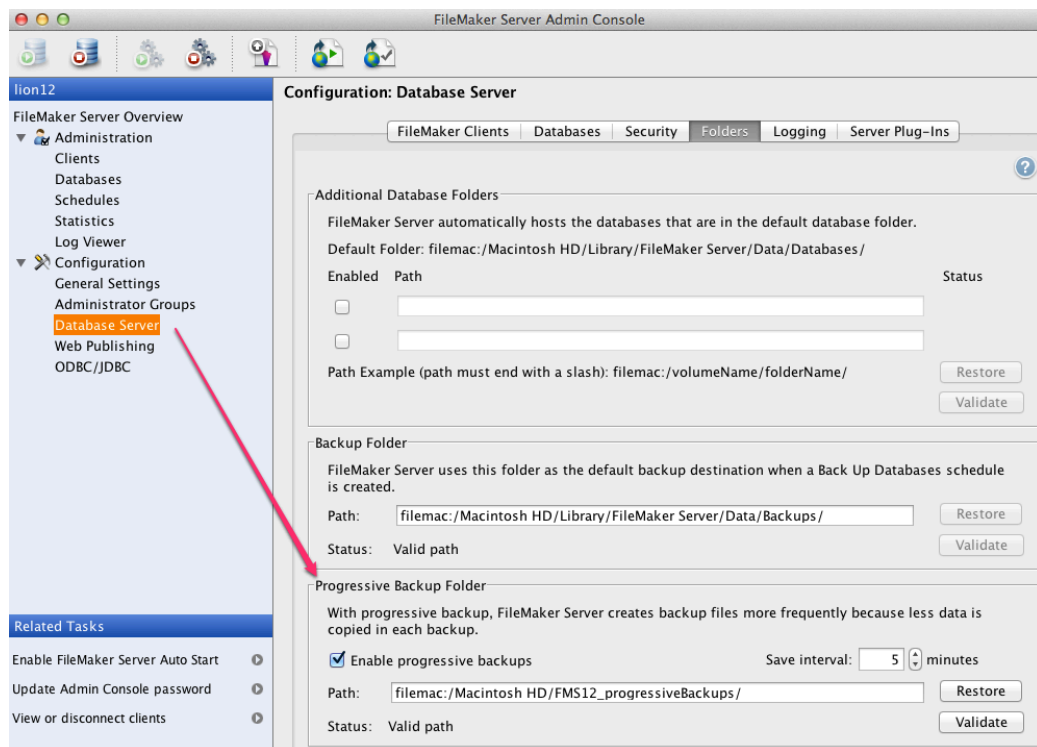 FileMaker Server Admin Console
lion12
FileMaker Server Overview
Administration
Clients
Databases
Schedules
Statistics
Log Viewer
Configuration
General Settings
Administrator Groups
Database Server
Web Publishing
ODBC/JDBC
Related Tasks
Enable FileMaker Server Auto Start
Update Admin Console password
View or disconnect clients
Configuration: Database Server
FileMaker Clients Databases Security Folders Logging Server Plug-Ins
?
Additional Database Folders
FileMaker Server automatically hosts the databases that are in the default database folder.
Default Folder: filemac:/Macintosh HD/Library/FileMaker Server/Data/Databases/
Enabled Path Status
Path Example (path must end with a slash): filemac:/volumeName/folderName/ Restore
Validate
Backup Folder
FileMaker Server uses this folder as the default backup destination when a Back Up Databases schedule
is created.
Path: filemac:/Macintosh HD/Library/FileMaker Server/Data/Backups/ Restore
Status: Valid path Validate
Progressive Backup Folder
With progressive backup, FileMaker Server creates backup files more frequently because less data is
copied in each backup.
Enable progressive backups Save interval: 5 minutes
Path: filemac:/Macintosh HD/FMS12_progressiveBackups/ Restore
Status: Valid path Validate